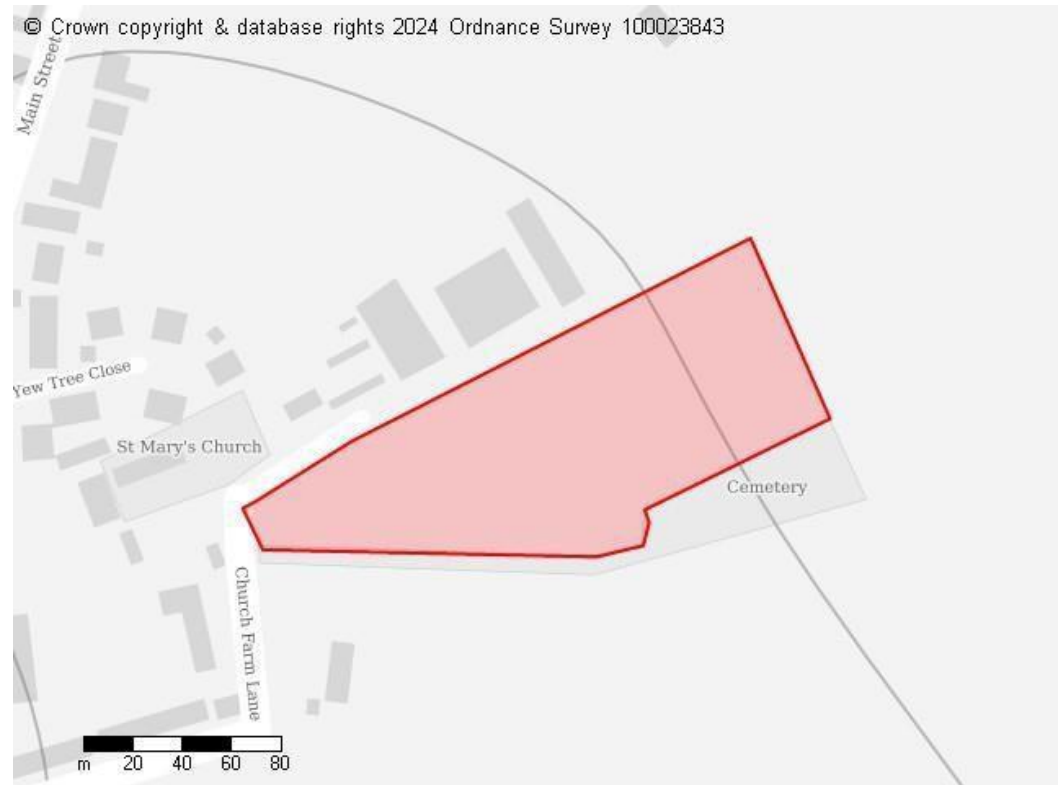 © Crown copyright & database rights 2024 Ordnance Survey 100023843
Main Street
Yew Tree Close
St Mary's Church
Cemetery
Church Farm Lane
m 20 40 60 80